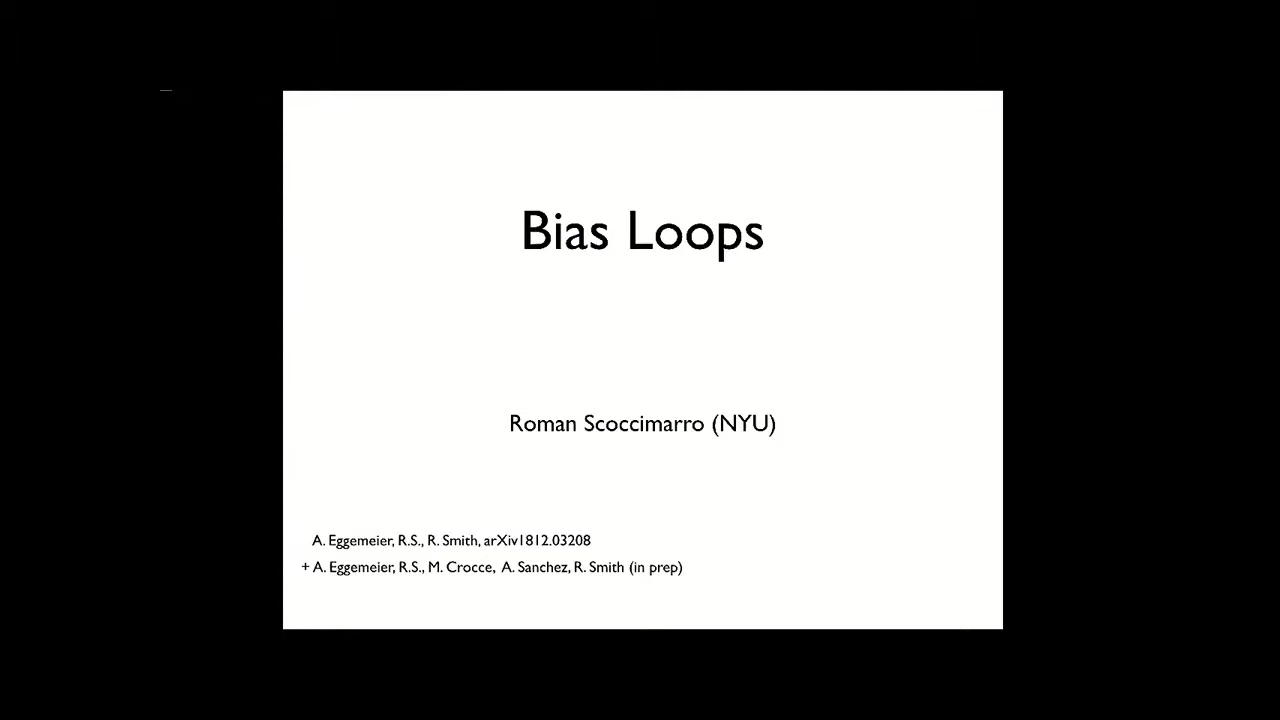 Bias Loops
Roman Scoccimarro (NYU)
A. Eggemeier, R.S., R. Smith, arXiv1812.03208
+ A. Eggemeier, R.S., M. Crocce, A. Sanchez, R. Smith (in prep)